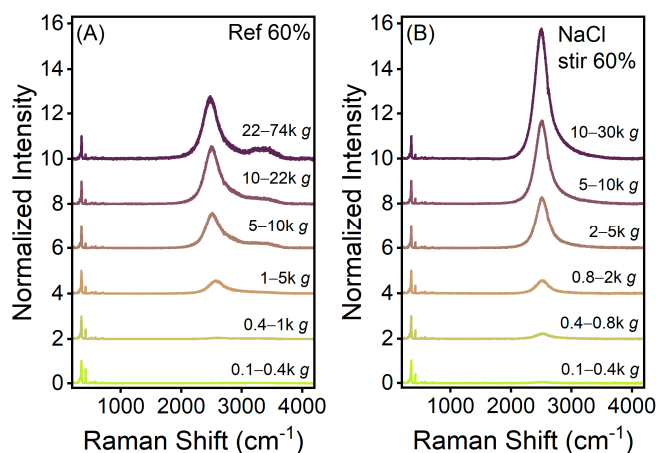 (A)
Ref 60%
Normalized Intensity
16
14
12
10
8
6
4
2
0
22–74k g
10–22k g
5–10k g
1–5k g
0.4–1k g
0.1–0.4k g
1000 2000 3000 4000
Raman Shift (cm⁻¹)
(B)
NaCl
stir 60%
Normalized Intensity
16
14
12
10
8
6
4
2
0
10–30k g
5–10k g
2–5k g
0.8–2k g
0.4–0.8k g
0.1–0.4k g
1000 2000 3000 4000
Raman Shift (cm⁻¹)